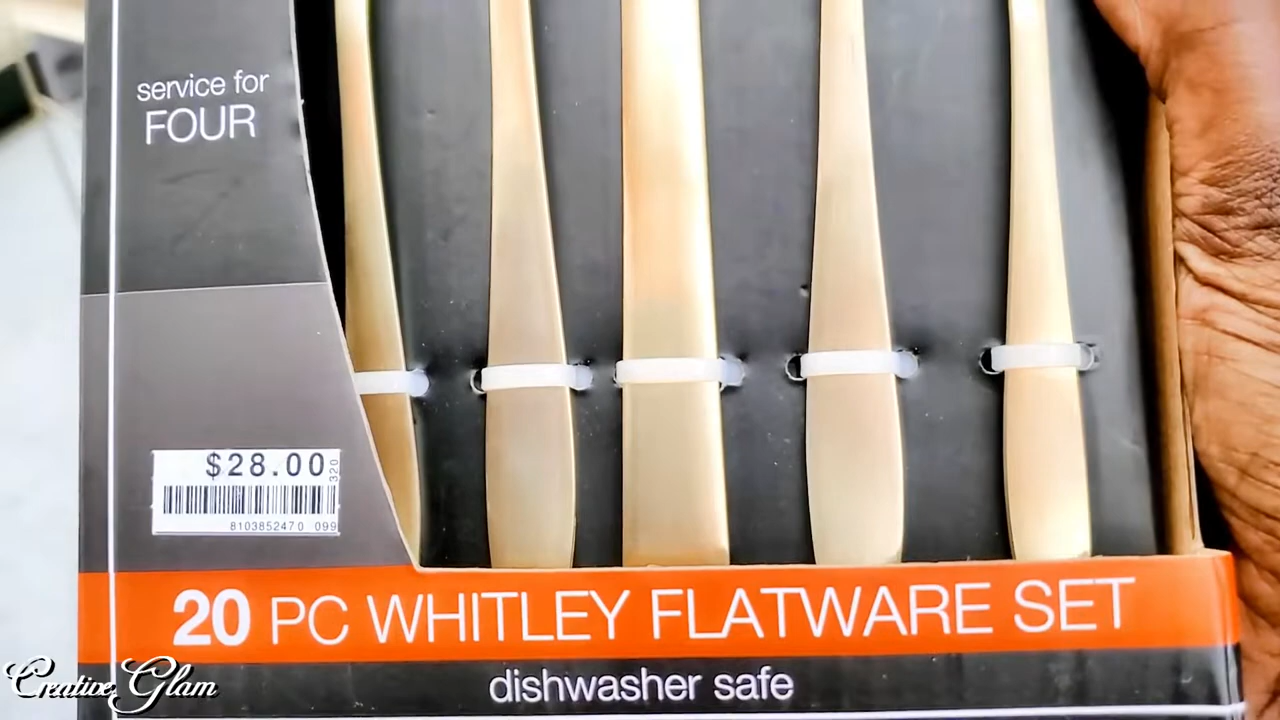 service for
FOUR
$28.00
320
8103852470 099
20 PC WHITLEY FLATWARE SET
dishwasher safe
Creative Glam